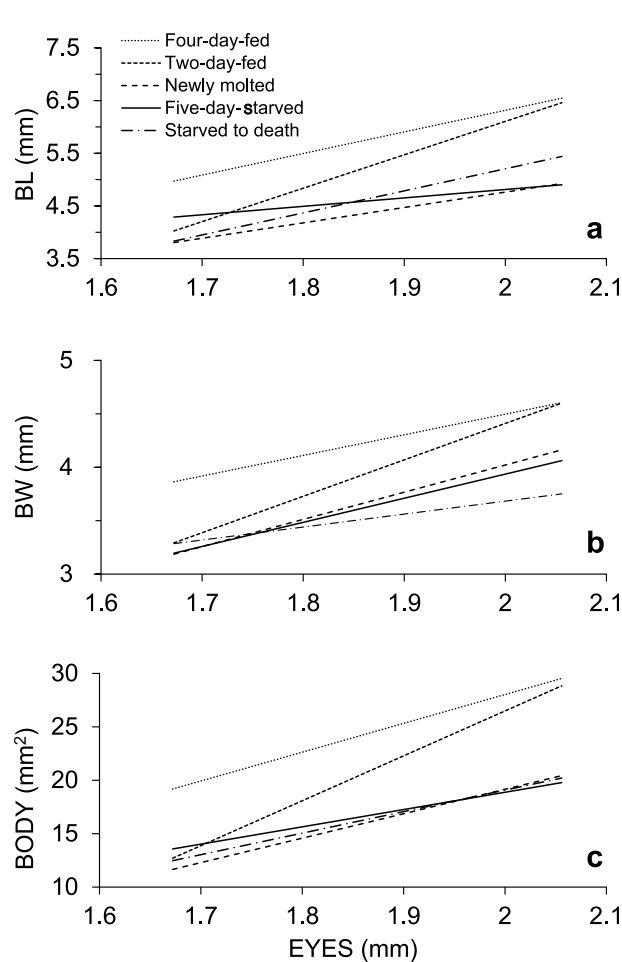 Four-day-fed
Two-day-fed
Newly molted
Five-day-starved
Starved to death
7.5
6.5
5.5
4.5
3.5
BL (mm)
1.6 1.7 1.8 1.9 2 2.1
a
5
4
3
BW (mm)
1.6 1.7 1.8 1.9 2 2.1
b
30
25
20
15
10
BODY (mm²)
1.6 1.7 1.8 1.9 2 2.1
c
EYES (mm)